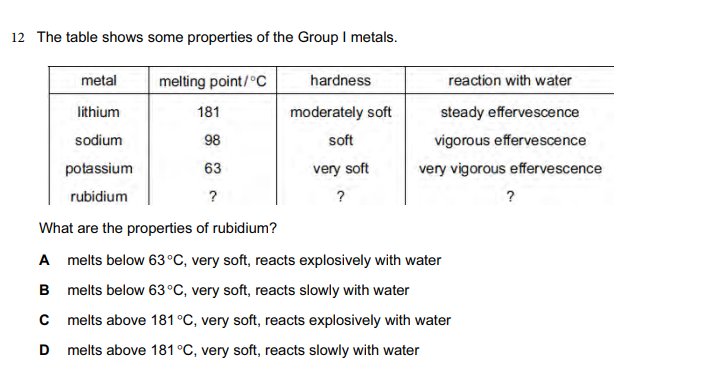 12 The table shows some properties of the Group I metals.
metal melting point/°C hardness reaction with water
lithium 181 moderately soft steady effervescence
sodium 98 soft vigorous effervescence
potassium 63 very soft very vigorous effervescence
rubidium ? ? ?
What are the properties of rubidium?
A melts below 63°C, very soft, reacts explosively with water
B melts below 63°C, very soft, reacts slowly with water
C melts above 181°C, very soft, reacts explosively with water
D melts above 181°C, very soft, reacts slowly with water